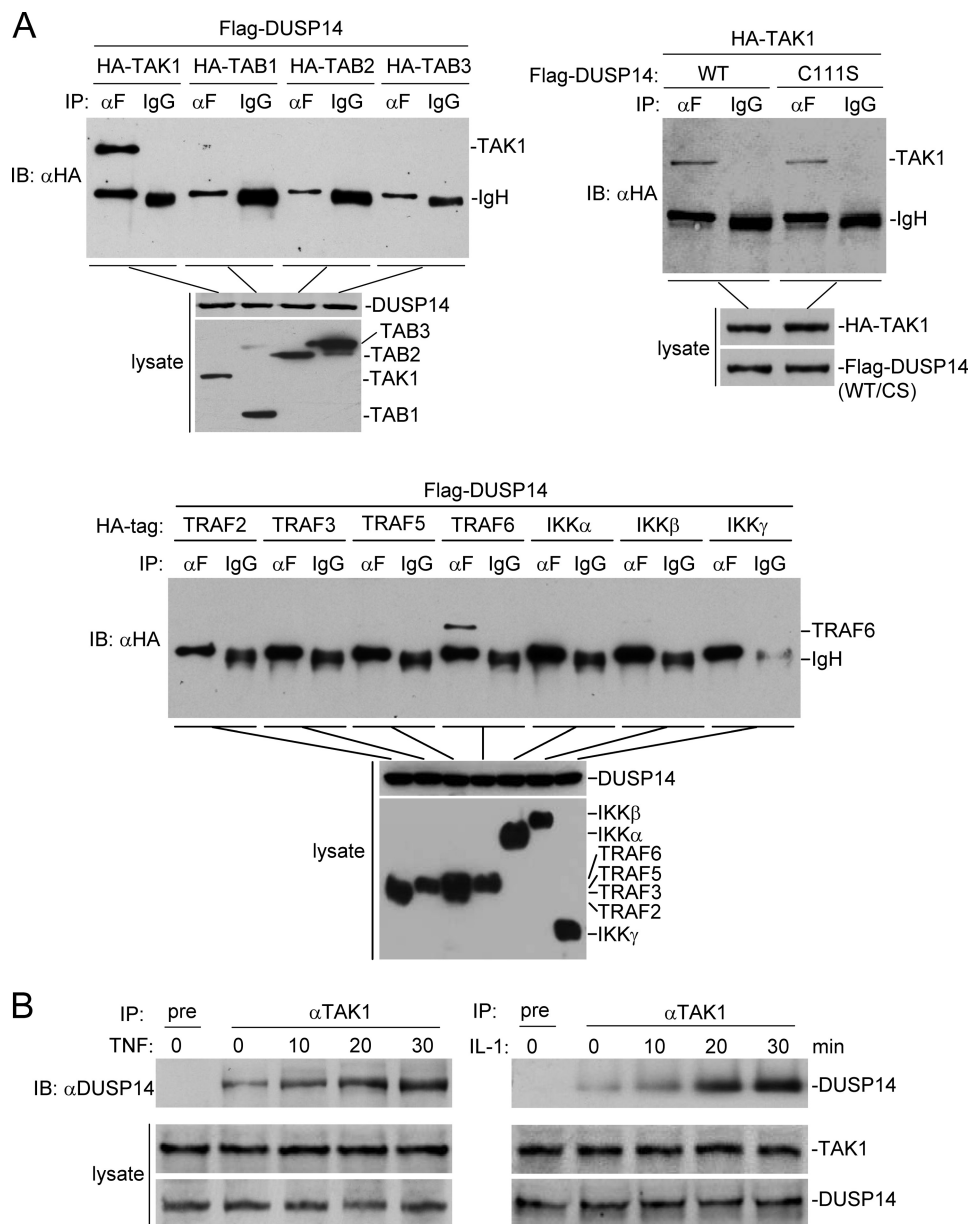 A
Flag-DUSP14
HA-TAK1 HA-TAB1 HA-TAB2 HA-TAB3
IP: αF IgG αF IgG αF IgG αF IgG
IB: αHA
-TAK1
-IgH
-DUSP14
lysate
TAB3
-TAB2
-TAK1
-TAB1
HA-TAK1
Flag-DUSP14: WT C111S
IP: αF IgG αF IgG
IB: αHA
-TAK1
-IgH
lysate
-HA-TAK1
-Flag-DUSP14
(WT/CS)
Flag-DUSP14
HA-tag: TRAF2 TRAF3 TRAF5 TRAF6 IKKα IKKβ IKKγ
IP: αF IgG αF IgG αF IgG αF IgG αF IgG αF IgG αF IgG
IB: αHA
-TRAF6
-IgH
-DUSP14
lysate
-IKKβ
-IKKα
TRAF6
TRAF5
-TRAF3
TRAF2
-IKKγ
B
IP: pre αTAK1
TNF: 0 0 10 20 30
IB: αDUSP14
lysate
IP: pre αTAK1
IL-1: 0 0 10 20 30 min
-DUSP14
-TAK1
-DUSP14